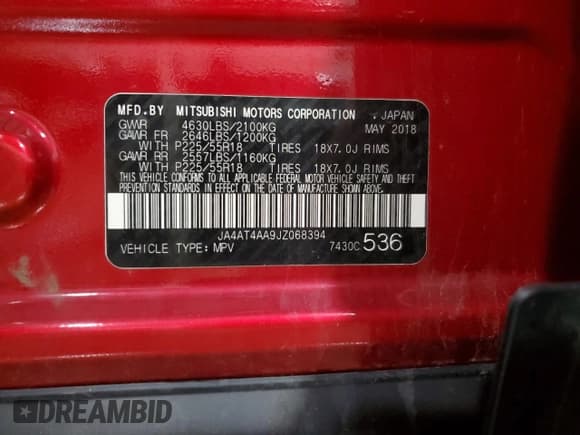 MFD.BY MITSUBISHI MOTORS CORPORATION , JAPAN
GVWR 4630LBS/2100KG MAY 2018
GAWR FR 2646LBS/1200KG
WITH P225/55R18 TIRES 18X7.0J RIMS
GAWR RR 2557LBS/1160KG
WITH P225/55R18 TIRES 18X7.0J RIMS
THIS VEHICLE CONFORMS TO ALL APPLICABLE FEDERAL MOTOR VEHICLE SAFETY AND THEFT
PREVENTION STANDARDS IN EFFECT ON THE DATE OF MANUFACTURE SHOWN ABOVE.
JA4AT4AA9JZ068394
VEHICLE TYPE: MPV 7430C 536
DREAMBID